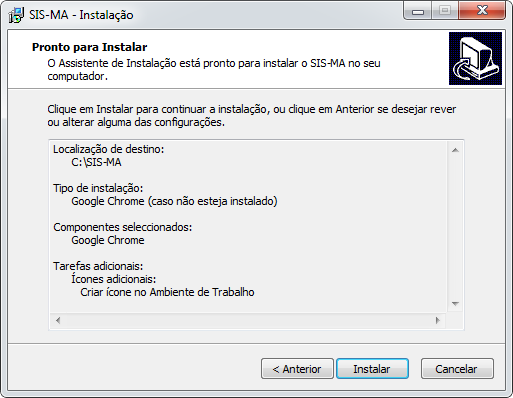 SIS-MA - Instalação
Pronto para Instalar
O Assistente de Instalação está pronto para instalar o SIS-MA no seu
computador.
Clique em Instalar para continuar a instalação, ou clique em Anterior se desejar rever
ou alterar alguma das configurações.
Localização de destino:
C:\SIS-MA
Tipo de instalação:
Google Chrome (caso não esteja instalado)
Componentes seleccionados:
Google Chrome
Tarefas adicionais:
Ícones adicionais:
Criar ícone no Ambiente de Trabalho
< Anterior
Instalar
Cancelar